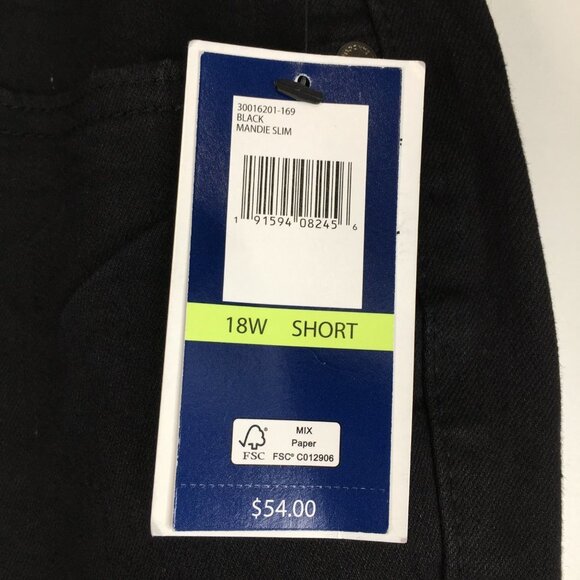 30016201-169
BLACK
MANDIE SLIM
1 91594 08245 6
18W SHORT
MIX
Paper
FSC
FSC® C012906
$54.00